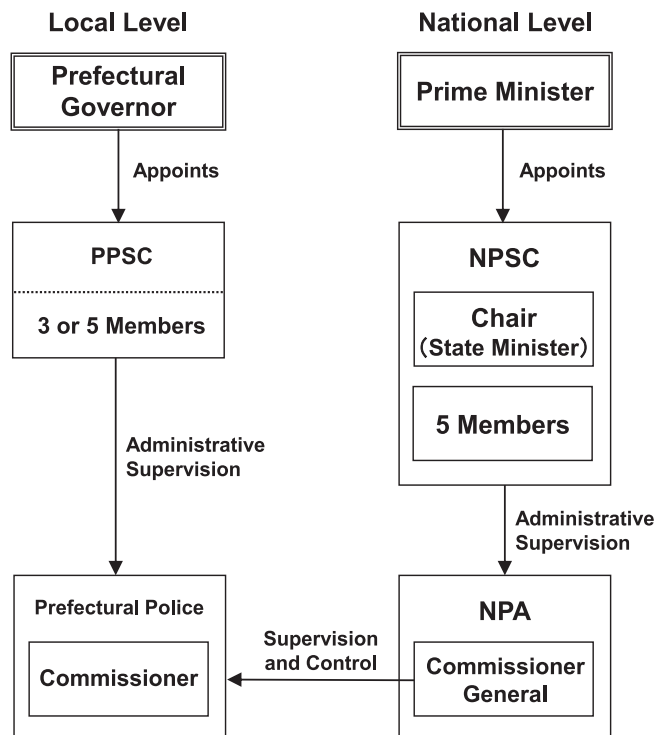 Local Level
National Level
Prefectural
Governor
Prime Minister
Appoints
Appoints
PPSC
3 or 5 Members
NPSC
Chair
(State Minister)
5 Members
Administrative
Supervision
Administrative
Supervision
Prefectural Police
Commissioner
Supervision
and Control
NPA
Commissioner
General